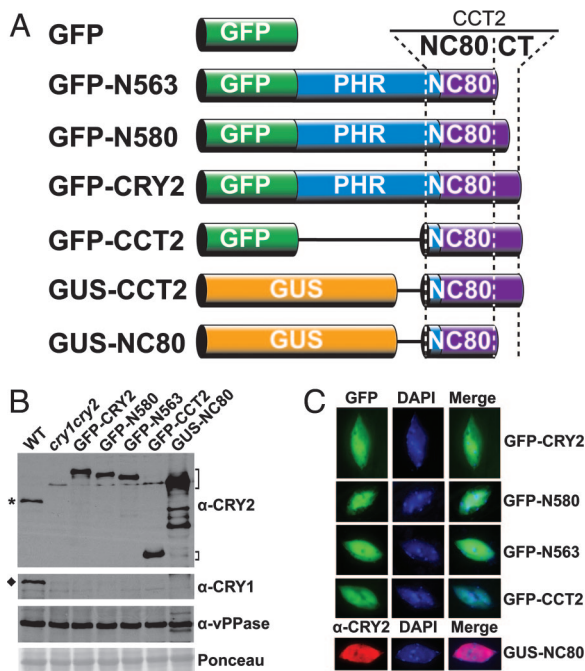 A
CCT2
NC80 CT
GFP GFP
GFP-N563 GFP PHR NC80
GFP-N580 GFP PHR NC80
GFP-CRY2 GFP PHR NC80
GFP-CCT2 GFP NC80
GUS-CCT2 GUS NC80
GUS-NC80 GUS NC80
B
WT cry1cry2 GFP-CRY2 GFP-N580 GFP-N563 GFP-CCT2 GUS-NC80
* α-CRY2
◆ α-CRY1
α-vPPase
Ponceau
C
GFP DAPI Merge
GFP-CRY2
GFP-N580
GFP-N563
GFP-CCT2
α-CRY2 DAPI Merge
GUS-NC80